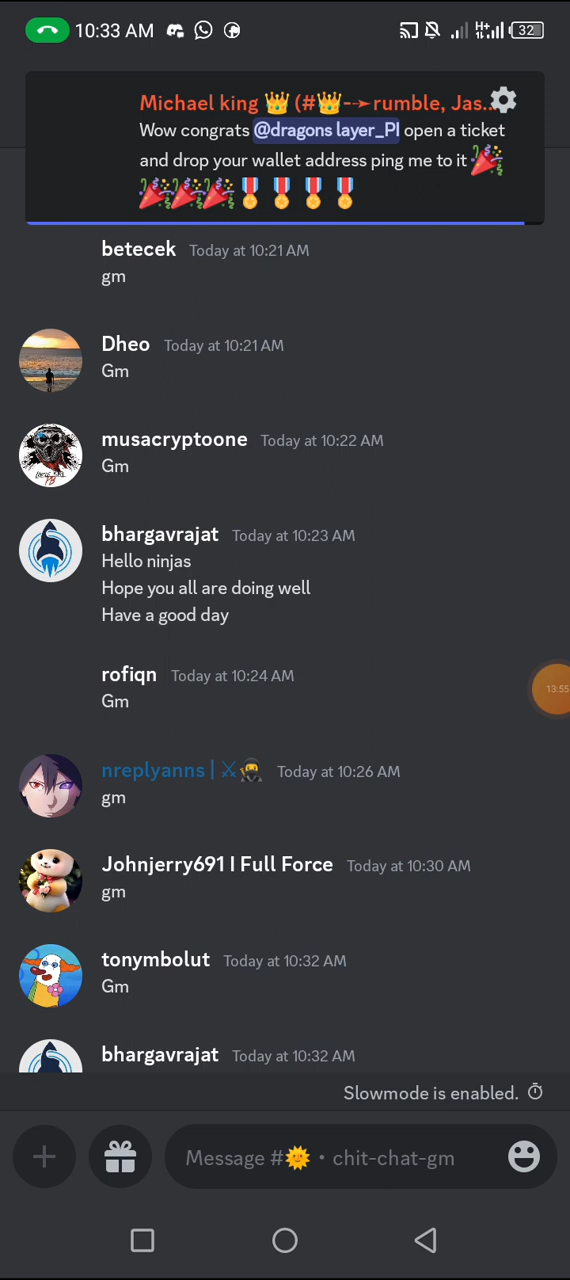 10:33 AM
32
Michael king 👑 (#👑-➛rumble, Jas...
Wow congrats @dragons layer_PI open a ticket
and drop your wallet address ping me to it 🎉
🎉🎉🎉🏅🏅🏅🏅
betecek Today at 10:21 AM
gm
Dheo Today at 10:21 AM
Gm
musacryptoone Today at 10:22 AM
Gm
bhargavrajat Today at 10:23 AM
Hello ninjas
Hope you all are doing well
Have a good day
13:55
rofiqn Today at 10:24 AM
Gm
nreplyanns | ⚔🥷 Today at 10:26 AM
gm
Johnjerry691 I Full Force Today at 10:30 AM
gm
tonymbolut Today at 10:32 AM
Gm
bhargavrajat Today at 10:32 AM
Slowmode is enabled.
Message #🌞 • chit-chat-gm